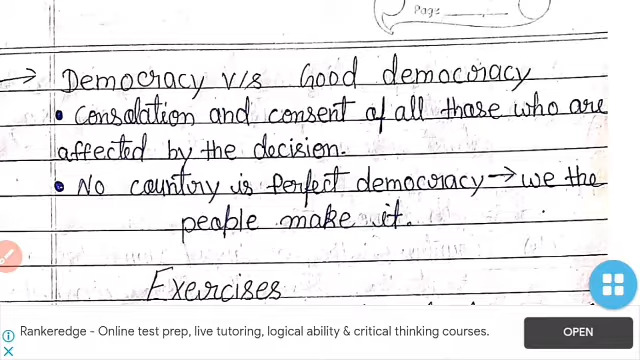 Page
→ Democracy v/s Good democracy
• Consolation and consent of all those who are
affected by the decision.
• No country is perfect democracy → we the
people make it.
Exercises
Rankeredge - Online test prep, live tutoring, logical ability & critical thinking courses.
OPEN